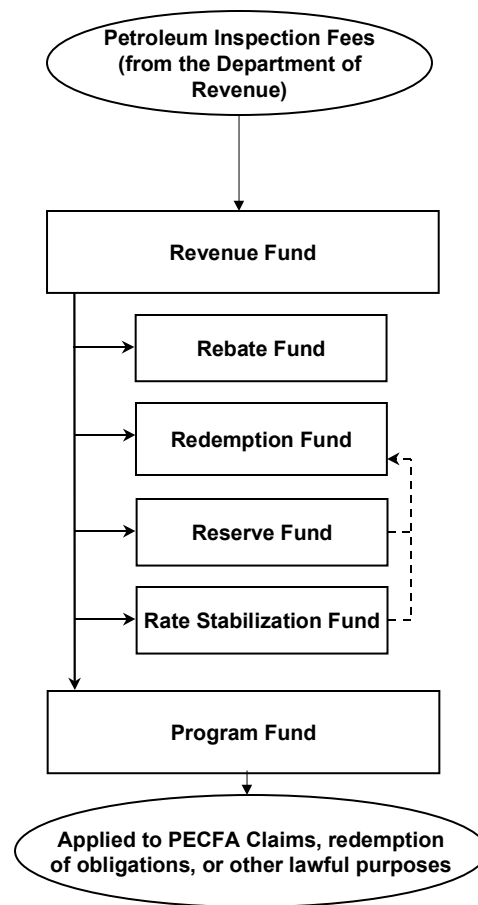 Petroleum Inspection Fees
(from the Department of
Revenue)
Revenue Fund
Rebate Fund
Redemption Fund
Reserve Fund
Rate Stabilization Fund
Program Fund
Applied to PECFA Claims, redemption
of obligations, or other lawful purposes